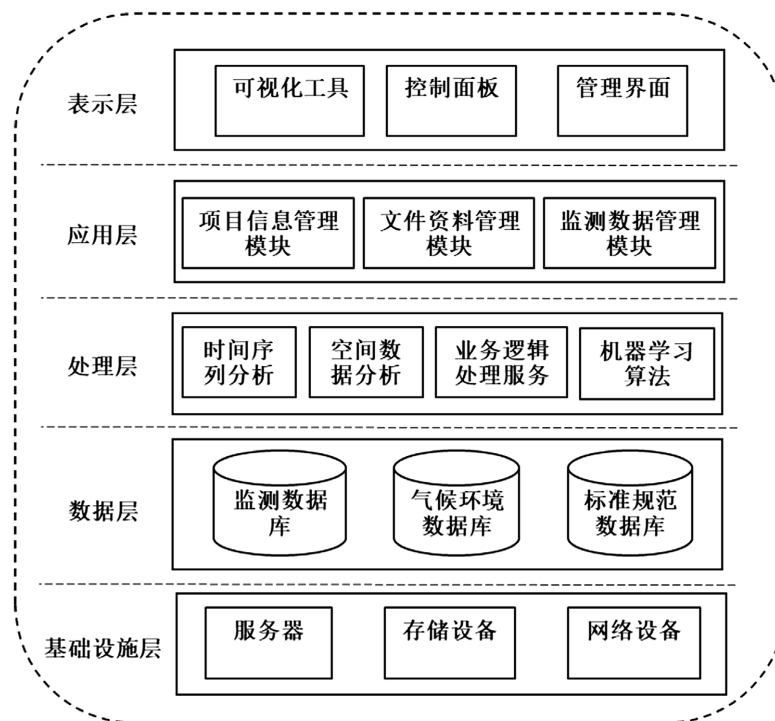 表示层
可视化工具
控制面板
管理界面
应用层
项目信息管理
模块
文件资料管理
模块
监测数据管理
模块
处理层
时间序
列分析
空间数
据分析
业务逻辑
处理服务
机器学习
算法
数据层
监测数据
库
气候环境
数据库
标准规范
数据库
基础设施层
服务器
存储设备
网络设备